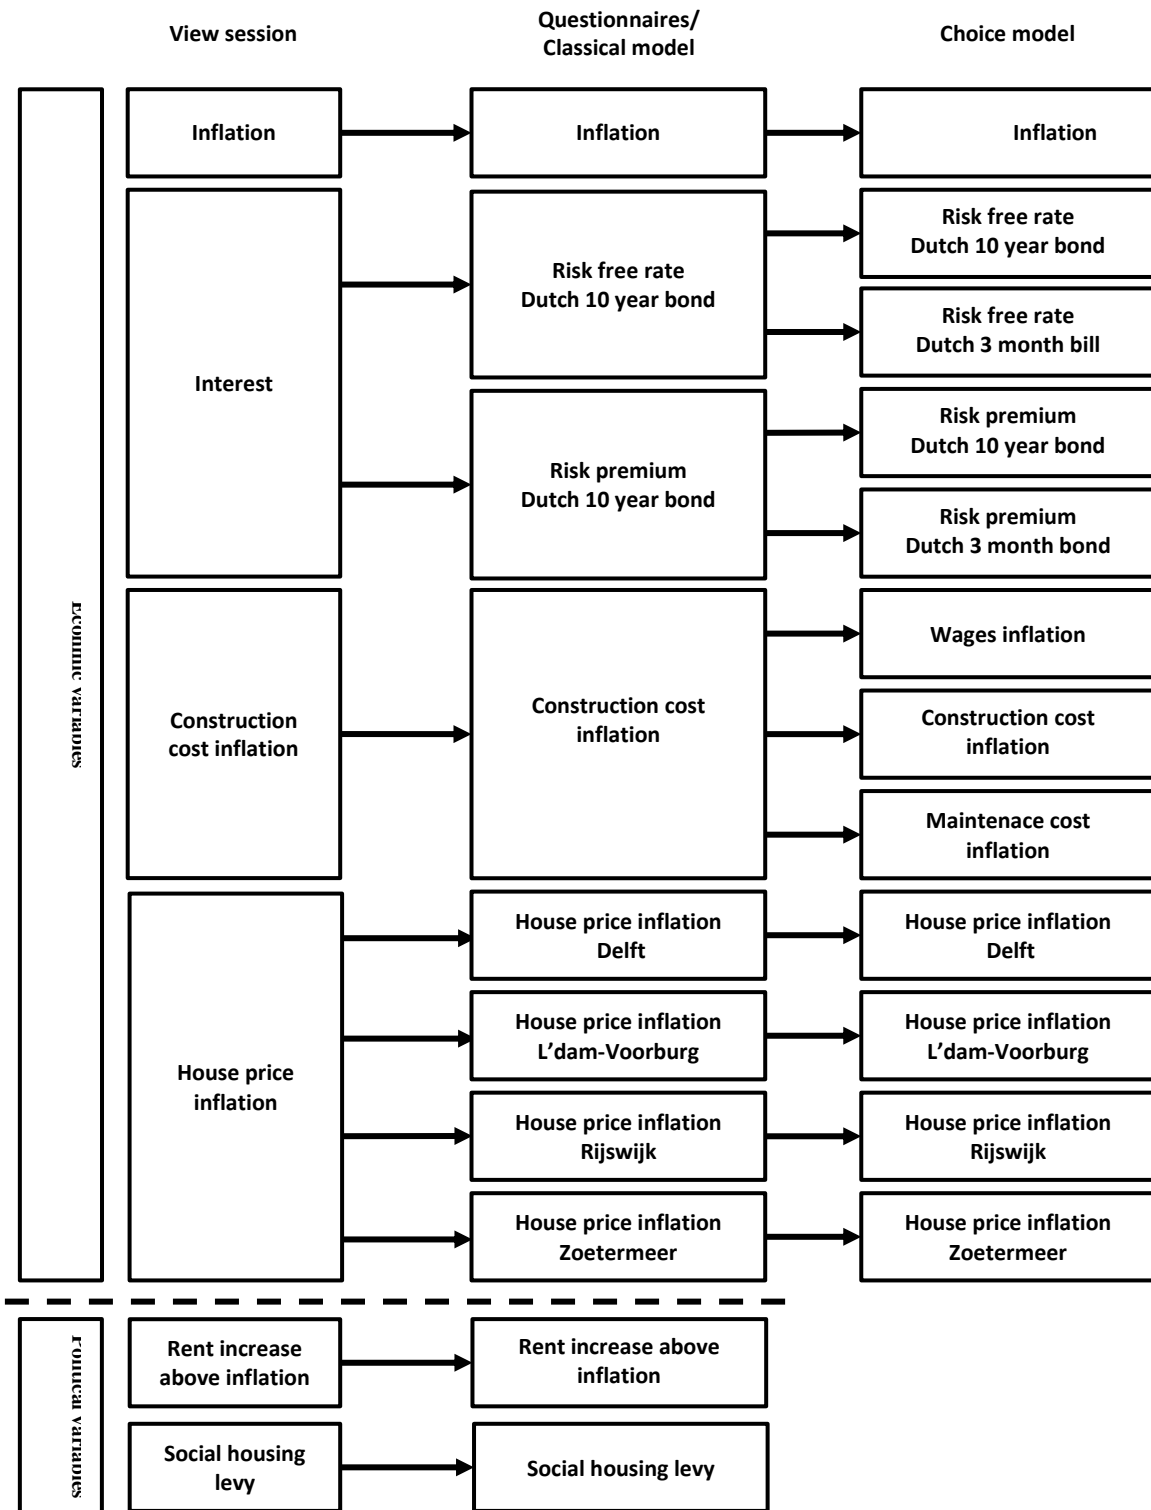 View session
Questionnaires/
Classical model
Choice model
Inflation
Inflation
Inflation
Interest
Risk free rate
Dutch 10 year bond
Risk free rate
Dutch 10 year bond
Risk free rate
Dutch 3 month bill
Risk premium
Dutch 10 year bond
Risk premium
Dutch 10 year bond
Risk premium
Dutch 3 month bond
Construction
cost inflation
Construction cost
inflation
Wages inflation
Construction cost
inflation
Maintenace cost
inflation
House price
inflation
House price inflation
Delft
House price inflation
Delft
House price inflation
L'dam-Voorburg
House price inflation
L'dam-Voorburg
House price inflation
Rijswijk
House price inflation
Rijswijk
House price inflation
Zoetermeer
House price inflation
Zoetermeer
variables
Rent increase
above inflation
Rent increase above
inflation
Social housing
levy
Social housing levy
variables